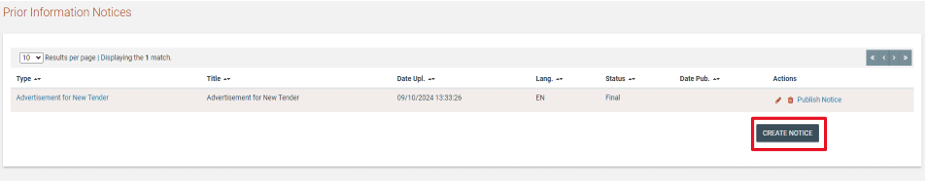 Prior Information Notices
10 Results per page | Displaying the 1 match.
Type Title Date Upl. Lang. Status Date Pub. Actions
Advertisement for New Tender Advertisement for New Tender 09/10/2024 13:33:26 EN Final Publish Notice
CREATE NOTICE